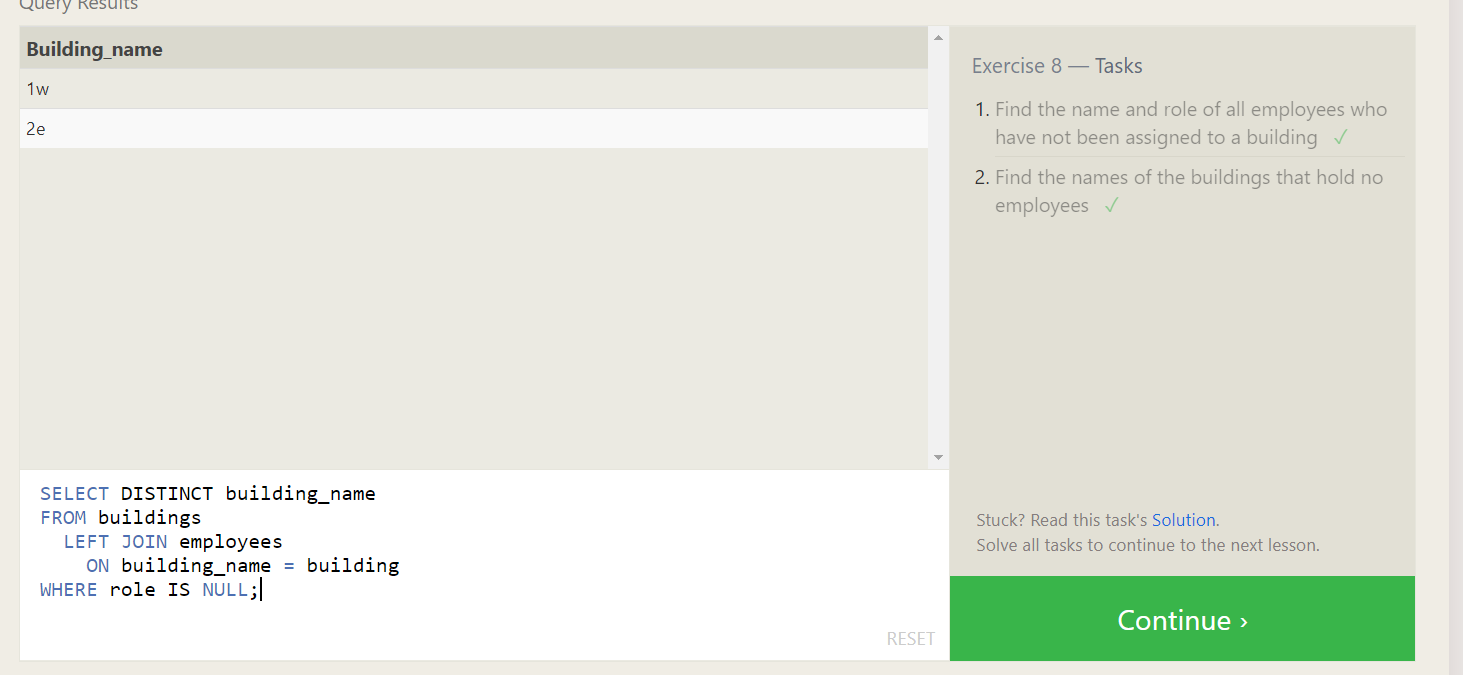 Query Results
Building_name
1w
2e
SELECT DISTINCT building_name
FROM buildings
LEFT JOIN employees
ON building_name = building
WHERE role IS NULL;
RESET
Exercise 8 — Tasks
1. Find the name and role of all employees who
have not been assigned to a building ✓
2. Find the names of the buildings that hold no
employees ✓
Stuck? Read this task's Solution.
Solve all tasks to continue to the next lesson.
Continue ›